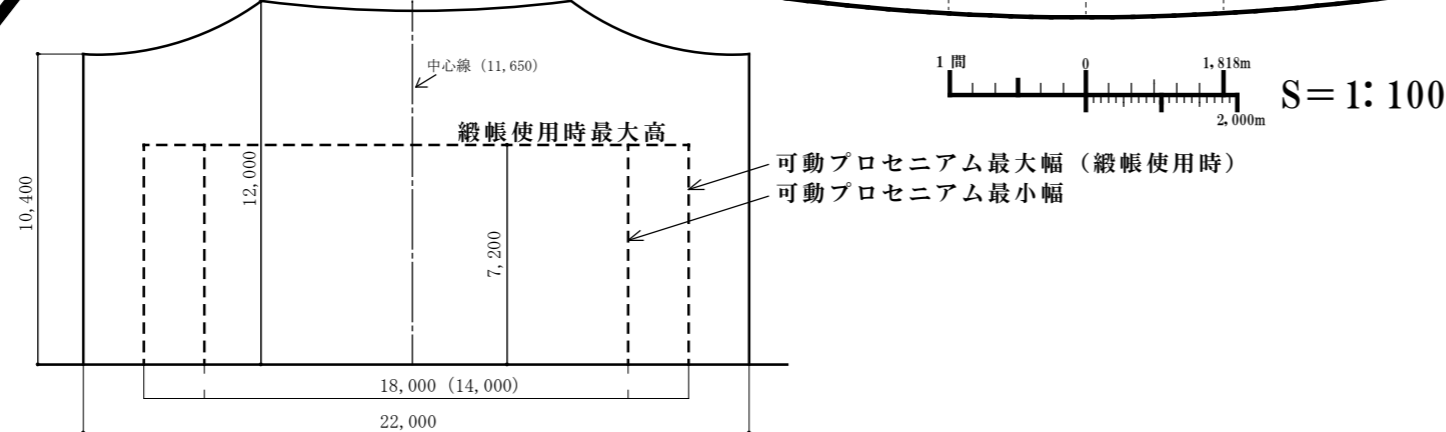 中心線 (11,650)
緞帳使用時最大高
12,000
10,400
7,200
18,000 (14,000)
22,000
1 間
0
1,818m
2,000m
S＝1:100
可動プロセニアム最大幅（緞帳使用時）
可動プロセニアム最小幅